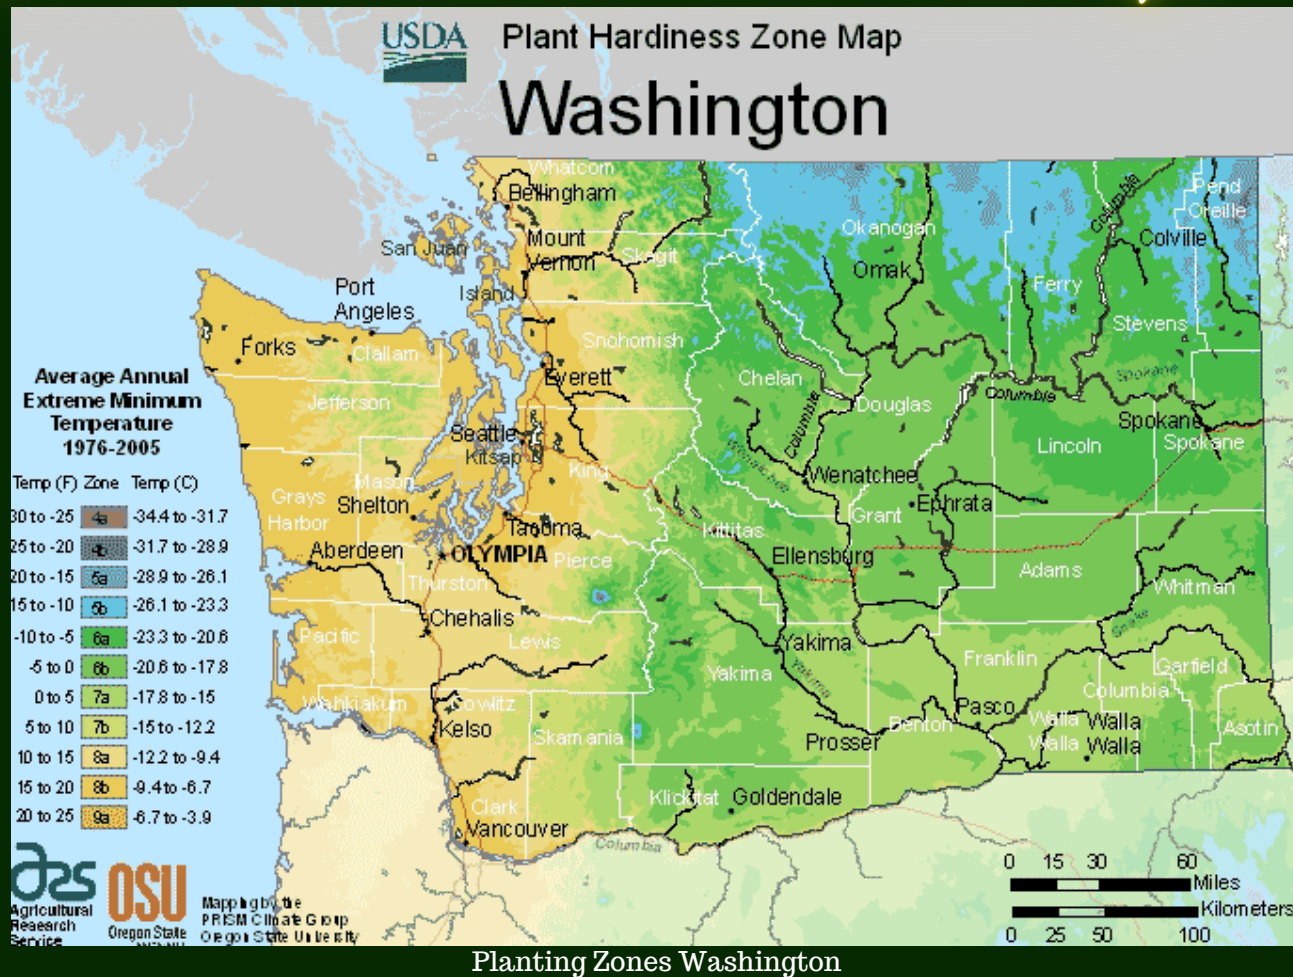 USDA
Plant Hardiness Zone Map
Washington
Whatcom
Bellingham
Pend
Oreille
San Juan
Mount
Vernon
Skagit
Okanogan
Columbia
Colville
Omak
Port
Angeles
Island
Ferry
Stevens
Forks
Clallam
Snohomish
Average Annual
Extreme Minimum
Temperature
1976-2005
Jefferson
Everett
Chelan
Douglas
Columbia
Columbia
Spokane
Seattle
Kitsap
Spokane
Spokane
Lincoln
Temp (F) Zone Temp (C)
30 to -25 4a -34.4 to -31.7
25 to -20 4b -31.7 to -28.9
20 to -15 5a -28.9 to -26.1
15 to -10 5b -26.1 to -23.3
-10 to -5 6a -23.3 to -20.6
-5 to 0 6b -20.6 to -17.8
0 to 5 7a -17.8 to -15
5 to 10 7b -15 to -12.2
10 to 15 8a -12.2 to -9.4
15 to 20 8b -9.4 to -6.7
20 to 25 9a -6.7 to -3.9
Mason
King
Wenatchee
Grays
Harbor
Shelton
Tacoma
Ephrata
Grant
Kittitas
Aberdeen
OLYMPIA
Pierce
Ellensburg
Adams
Whitman
Thurston
Chehalis
Snake
Pacific
Lewis
Yakima
Yakima
Yakima
Franklin
Garfield
Columbia
Wahkiakum
Cowlitz
Kelso
Skamania
Prosser
Benton
Pasco
Walla
Walla
Walla
Walla
Asotin
Clark
Vancouver
Klickitat
Goldendale
Columbia
0 15 30 60
Miles
Kilometers
0 25 50 100
ars
Agricultural
Research
Service
OSU
Oregon State
Mapping by the
PRISM Climate Group
Oregon State University
Planting Zones Washington